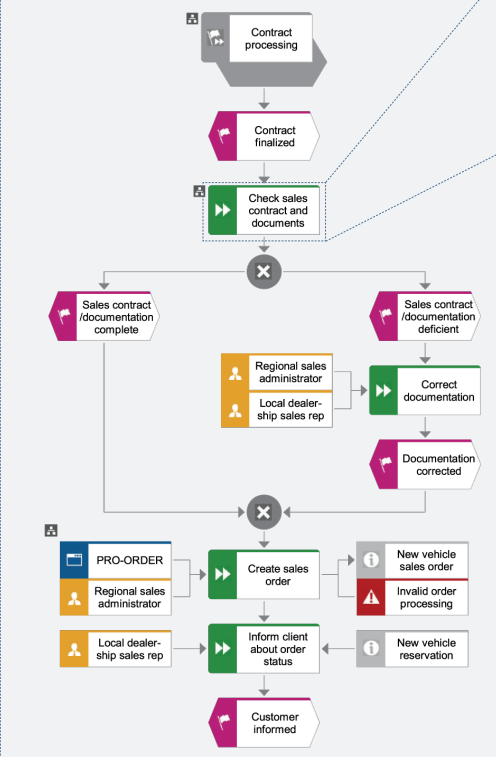 Contract
processing
Contract
finalized
Check sales
contract and
documents
Sales contract
/documentation
complete
Sales contract
/documentation
deficient
Regional sales
administrator
Local dealer-
ship sales rep
Correct
documentation
Documentation
corrected
PRO-ORDER
Regional sales
administrator
Create sales
order
New vehicle
sales order
Invalid order
processing
Local dealer-
ship sales rep
Inform client
about order
status
New vehicle
reservation
Customer
informed